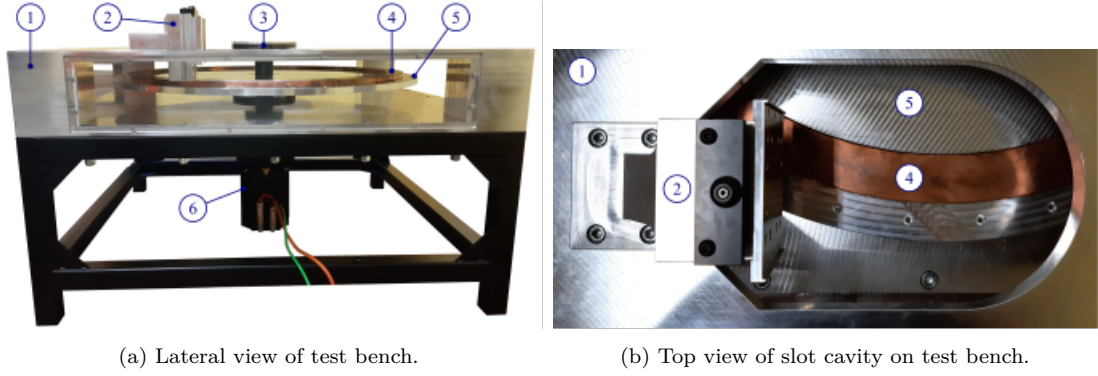 1 2 3 4 5
6
1
5
4
2
(a) Lateral view of test bench.
(b) Top view of slot cavity on test bench.